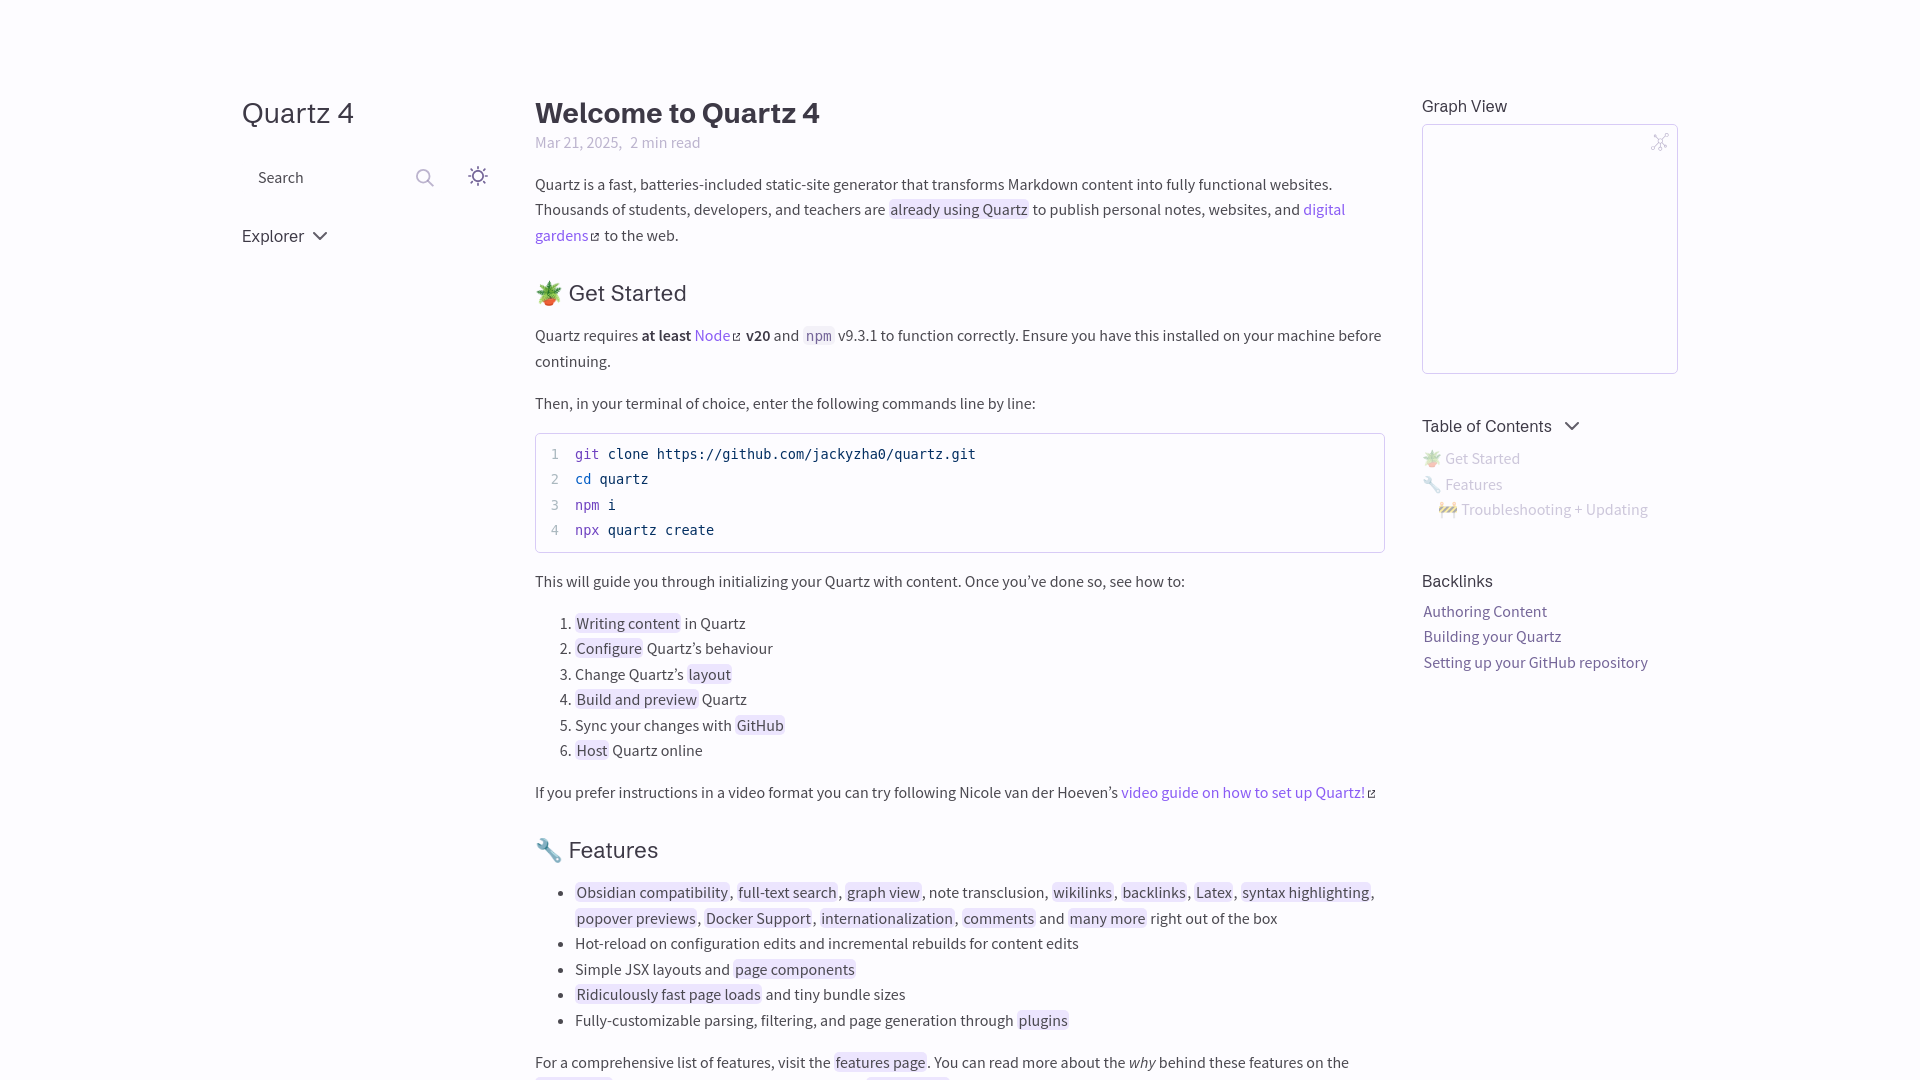 Quartz 4
Search
Explorer
Welcome to Quartz 4
Mar 21, 2025, 2 min read
Quartz is a fast, batteries-included static-site generator that transforms Markdown content into fully functional websites.
Thousands of students, developers, and teachers are already using Quartz to publish personal notes, websites, and digital
gardens to the web.
🪴 Get Started
Quartz requires at least Node v20 and npm v9.3.1 to function correctly. Ensure you have this installed on your machine before
continuing.
Then, in your terminal of choice, enter the following commands line by line:
1 git clone https://github.com/jackyzha0/quartz.git
2 cd quartz
3 npm i
4 npx quartz create
This will guide you through initializing your Quartz with content. Once you’ve done so, see how to:
1. Writing content in Quartz
2. Configure Quartz’s behaviour
3. Change Quartz’s layout
4. Build and preview Quartz
5. Sync your changes with GitHub
6. Host Quartz online
If you prefer instructions in a video format you can try following Nicole van der Hoeven’s video guide on how to set up Quartz!
🔧 Features
• Obsidian compatibility, full-text search, graph view, note transclusion, wikilinks, backlinks, Latex, syntax highlighting,
popover previews, Docker Support, internationalization, comments and many more right out of the box
• Hot-reload on configuration edits and incremental rebuilds for content edits
• Simple JSX layouts and page components
• Ridiculously fast page loads and tiny bundle sizes
• Fully-customizable parsing, filtering, and page generation through plugins
For a comprehensive list of features, visit the features page. You can read more about the why behind these features on the
Graph View
Table of Contents
🪴 Get Started
🔧 Features
🚧 Troubleshooting + Updating
Backlinks
Authoring Content
Building your Quartz
Setting up your GitHub repository